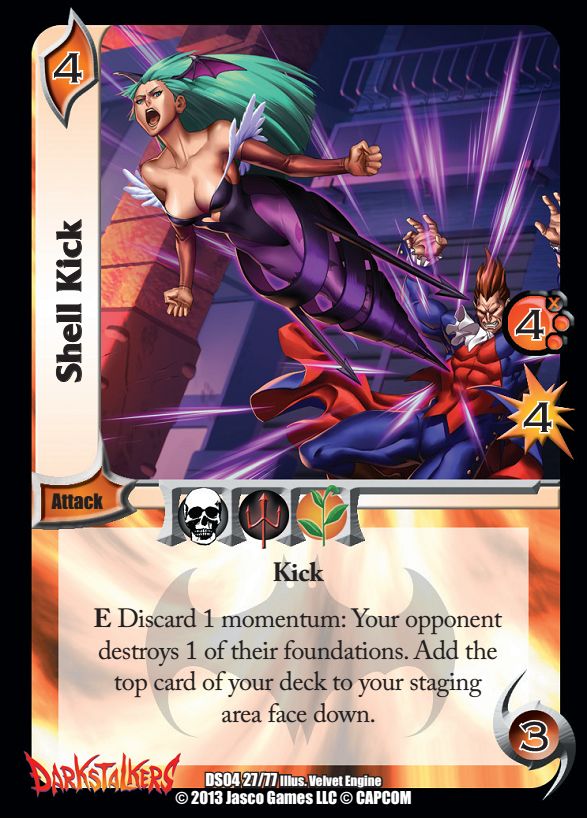 4
Shell Kick
4
4
Attack
Kick
E Discard 1 momentum: Your opponent
destroys 1 of their foundations. Add the
top card of your deck to your staging
area face down.
3
DARKSTALKERS
DS04 27/77 Illus. Velvet Engine
© 2013 Jasco Games LLC © CAPCOM